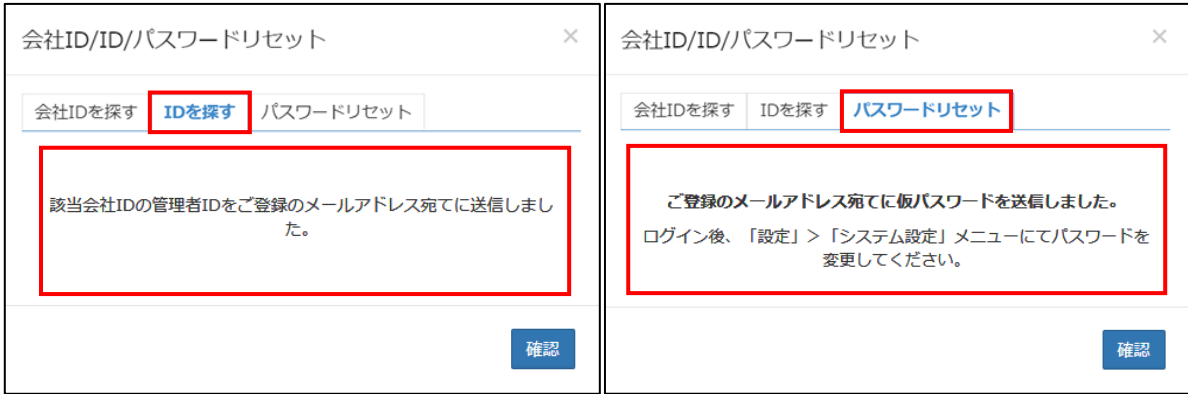 会社ID/ID/パスワードリセット ×
会社IDを探す IDを探す パスワードリセット
該当会社IDの管理者IDをご登録のメールアドレス宛てに送信しまし
た。
確認
会社ID/ID/パスワードリセット ×
会社IDを探す IDを探す パスワードリセット
ご登録のメールアドレス宛てに仮パスワードを送信しました。
ログイン後、「設定」>「システム設定」メニューにてパスワードを
変更してください。
確認